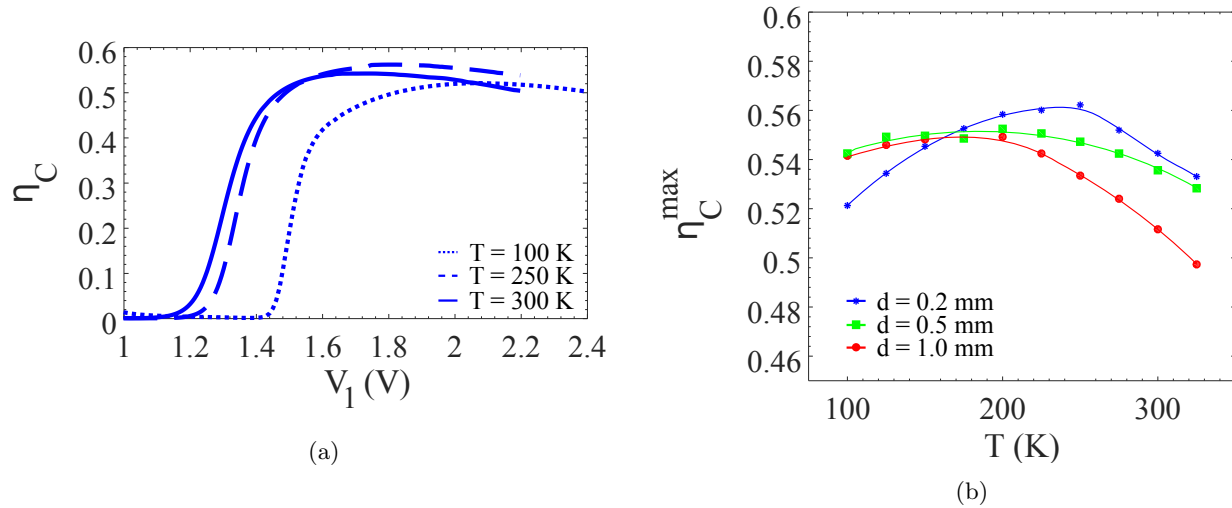 0.6
0.5
0.4
0.3
0.2
0.1
0
η_C
T = 100 K
T = 250 K
T = 300 K
1 1.2 1.4 1.6 1.8 2 2.2 2.4
V_l (V)
(a)
0.6
0.58
0.56
0.54
0.52
0.5
0.48
0.46
η_C^max
d = 0.2 mm
d = 0.5 mm
d = 1.0 mm
100 200 300
T (K)
(b)